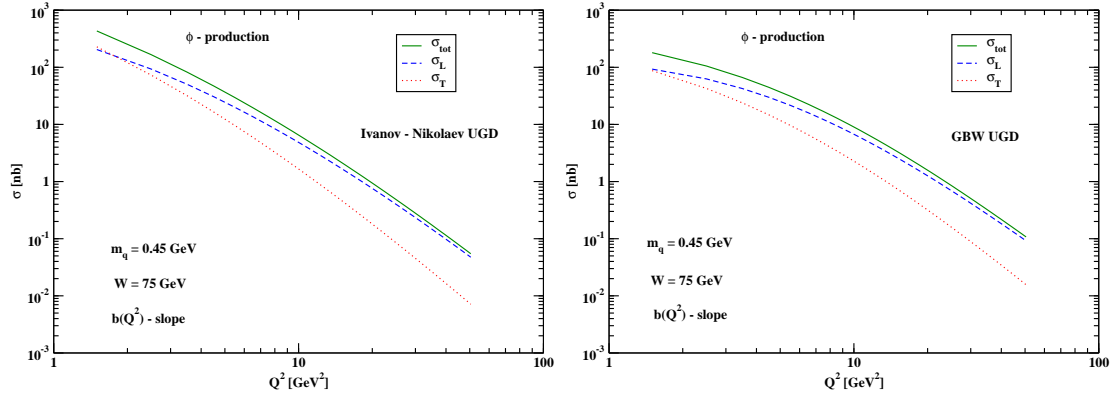 ϕ - production
σ_tot
σ_L
σ_T
Ivanov - Nikolaev UGD
m_q = 0.45 GeV
W = 75 GeV
b(Q²) - slope
σ [nb]
10³
10²
10
1
10⁻¹
10⁻²
10⁻³
1
10
100
Q² [GeV²]
ϕ - production
σ_tot
σ_L
σ_T
GBW UGD
m_q = 0.45 GeV
W = 75 GeV
b(Q²) - slope
σ [nb]
10³
10²
10
1
10⁻¹
10⁻²
10⁻³
1
10
100
Q² [GeV²]